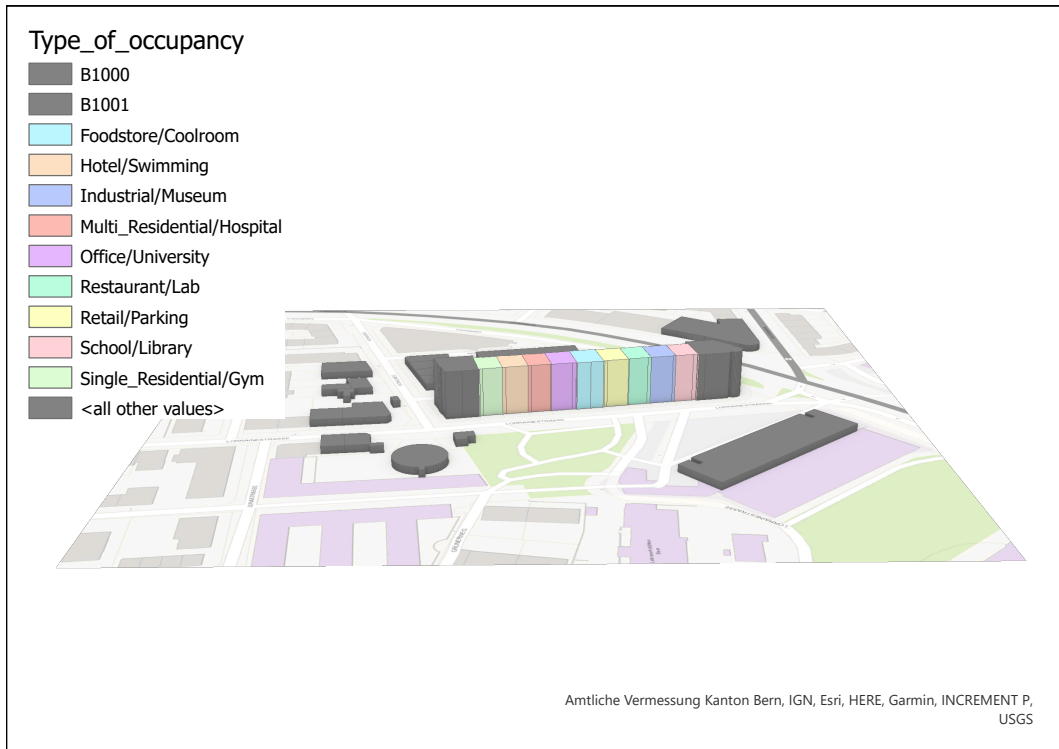 Type_of_occupancy
B1000
B1001
Foodstore/Coolroom
Hotel/Swimming
Industrial/Museum
Multi_Residential/Hospital
Office/University
Restaurant/Lab
Retail/Parking
School/Library
Single_Residential/Gym
<all other values>
Amtliche Vermessung Kanton Bern, IGN, Esri, HERE, Garmin, INCREMENT P,
USGS